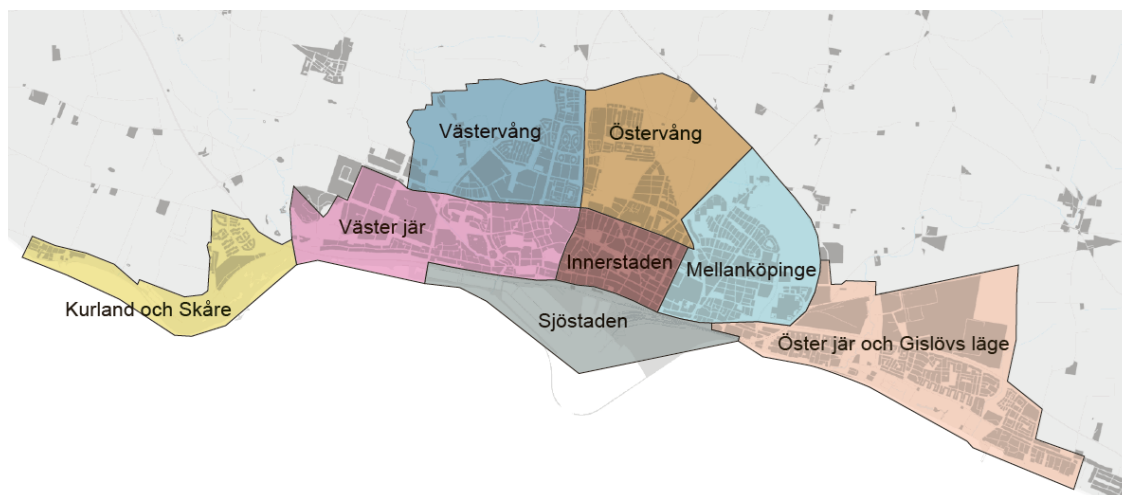 Västervång
Östervång
Väster jär
Innerstaden
Mellanköpinge
Kurland och Skåre
Sjöstaden
Öster jär och Gislövs läge